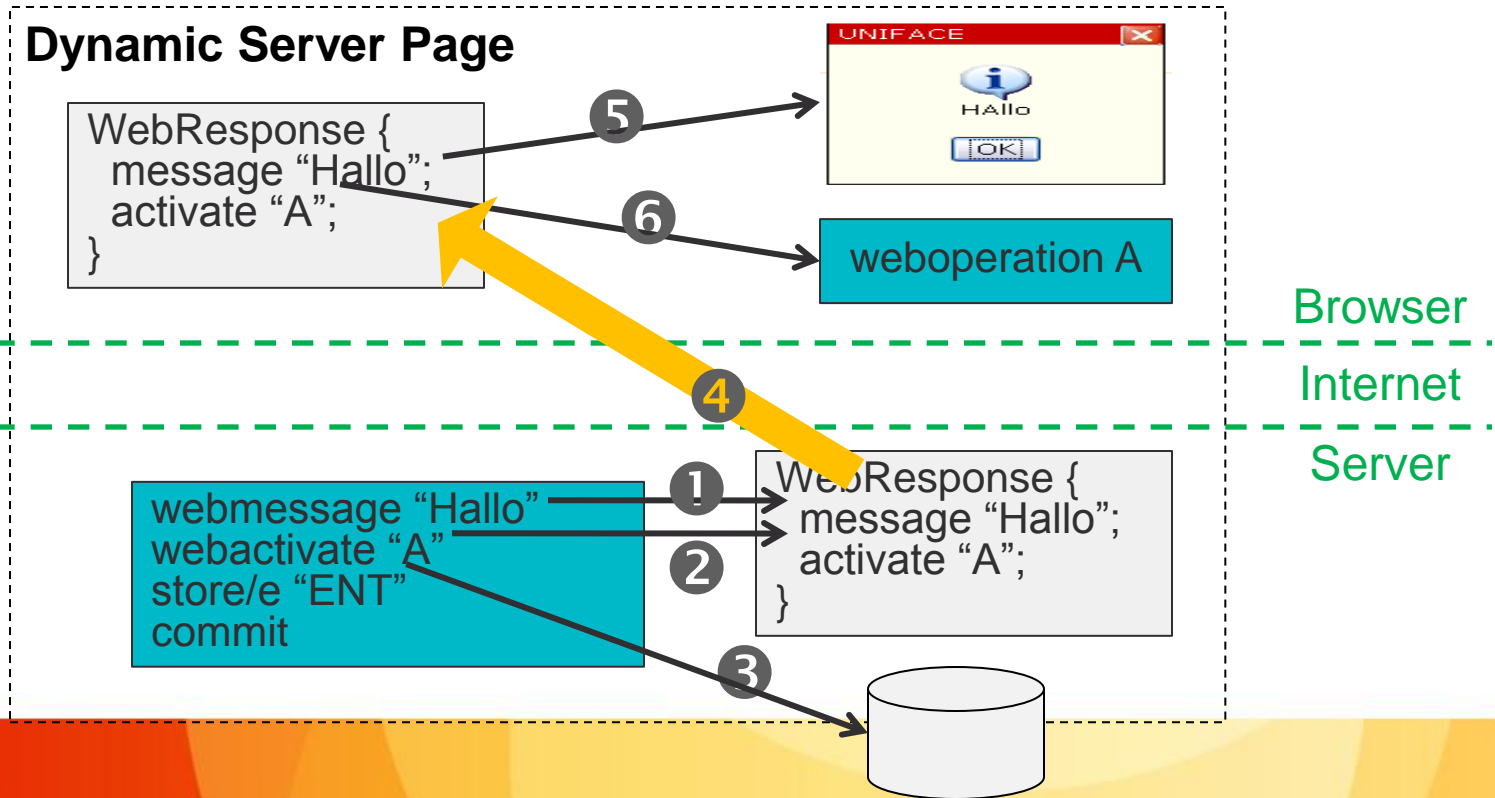 Dynamic Server Page
WebResponse {
message “Hallo”;
activate “A”;
}
5
UNIFACE
HAllo
OK
6
weboperation A
Browser
Internet
Server
4
webmessage “Hallo”
webactivate “A”
store/e “ENT”
commit
1
2
3
WebResponse {
message “Hallo”;
activate “A”;
}